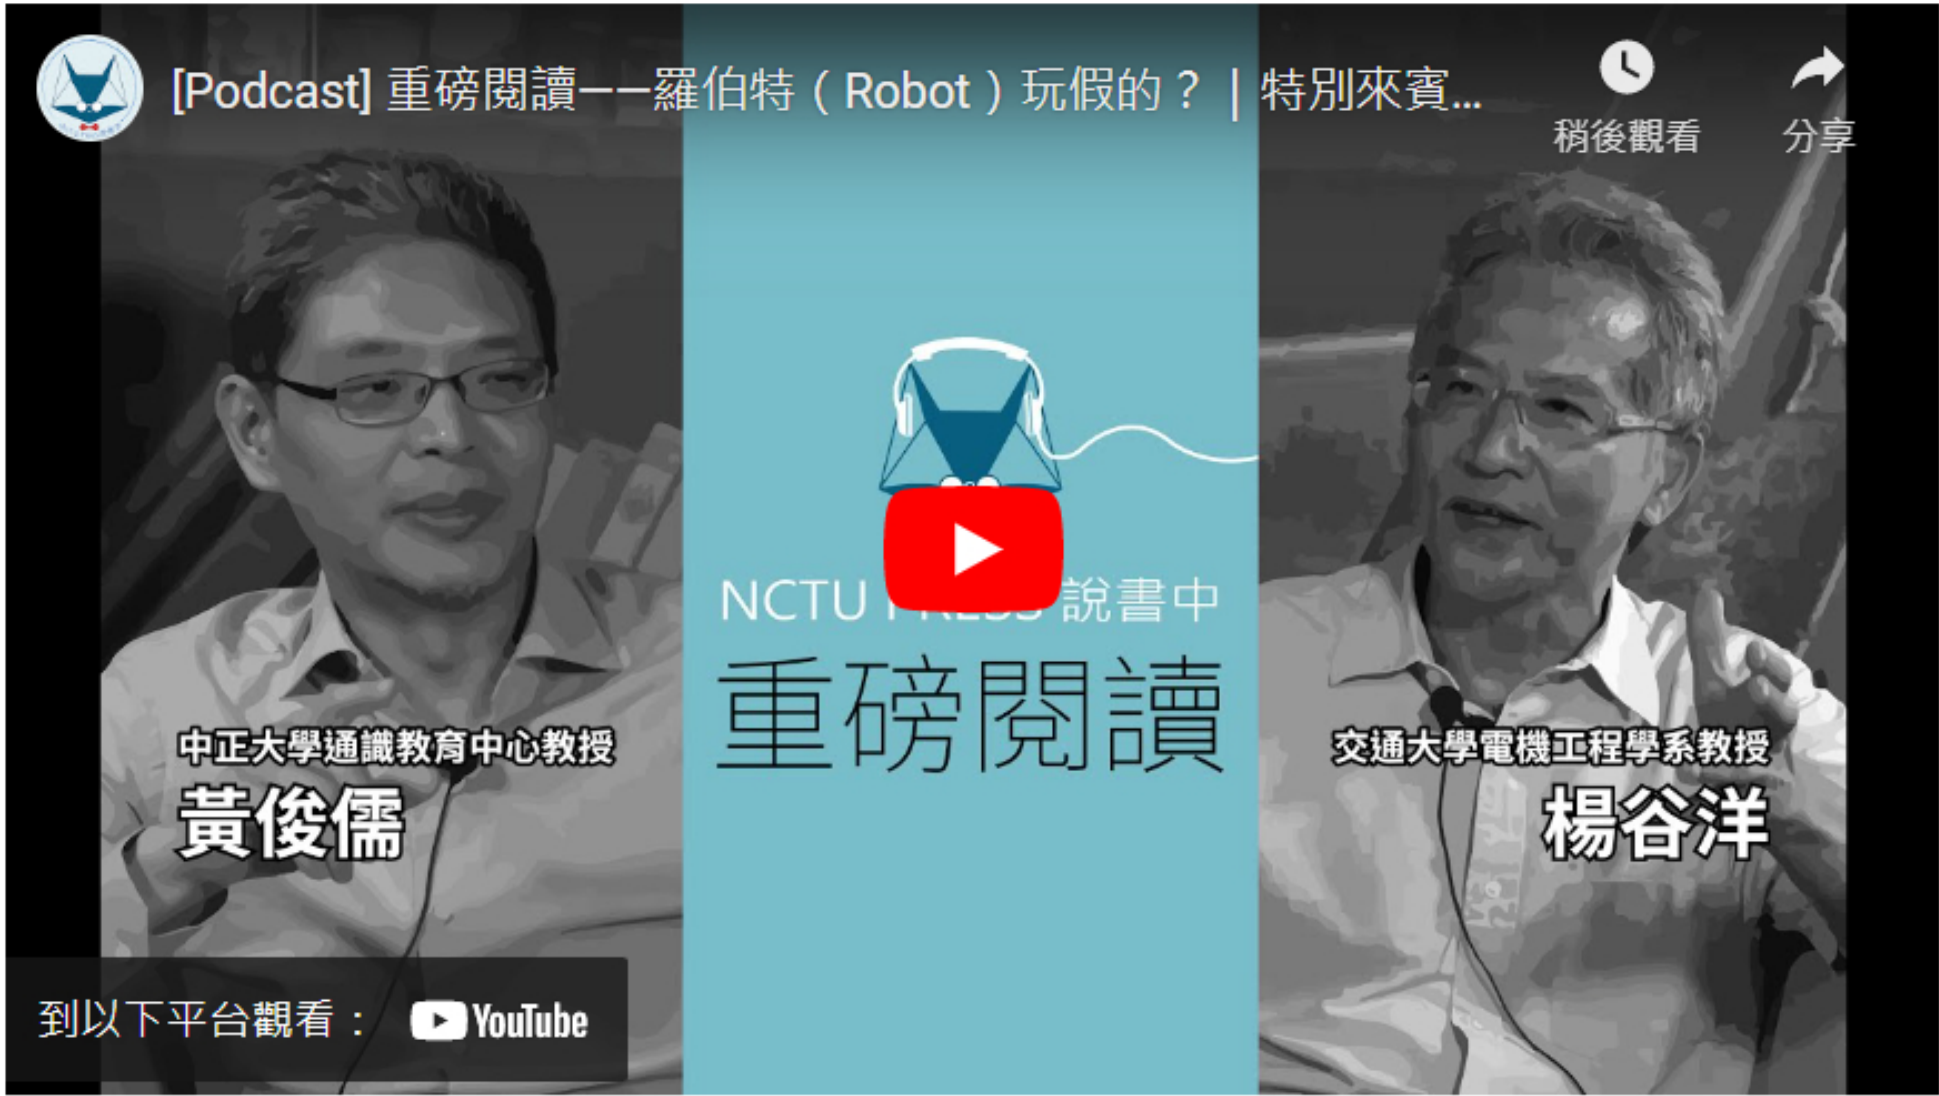 [Podcast] 重磅閱讀——羅伯特（Robot）玩假的？｜特別來賓...
稍後觀看
分享
NCTU PRESS 說書中
重磅閱讀
中正大學通識教育中心教授
黃俊儒
交通大學電機工程學系教授
楊谷洋
到以下平台觀看：
YouTube